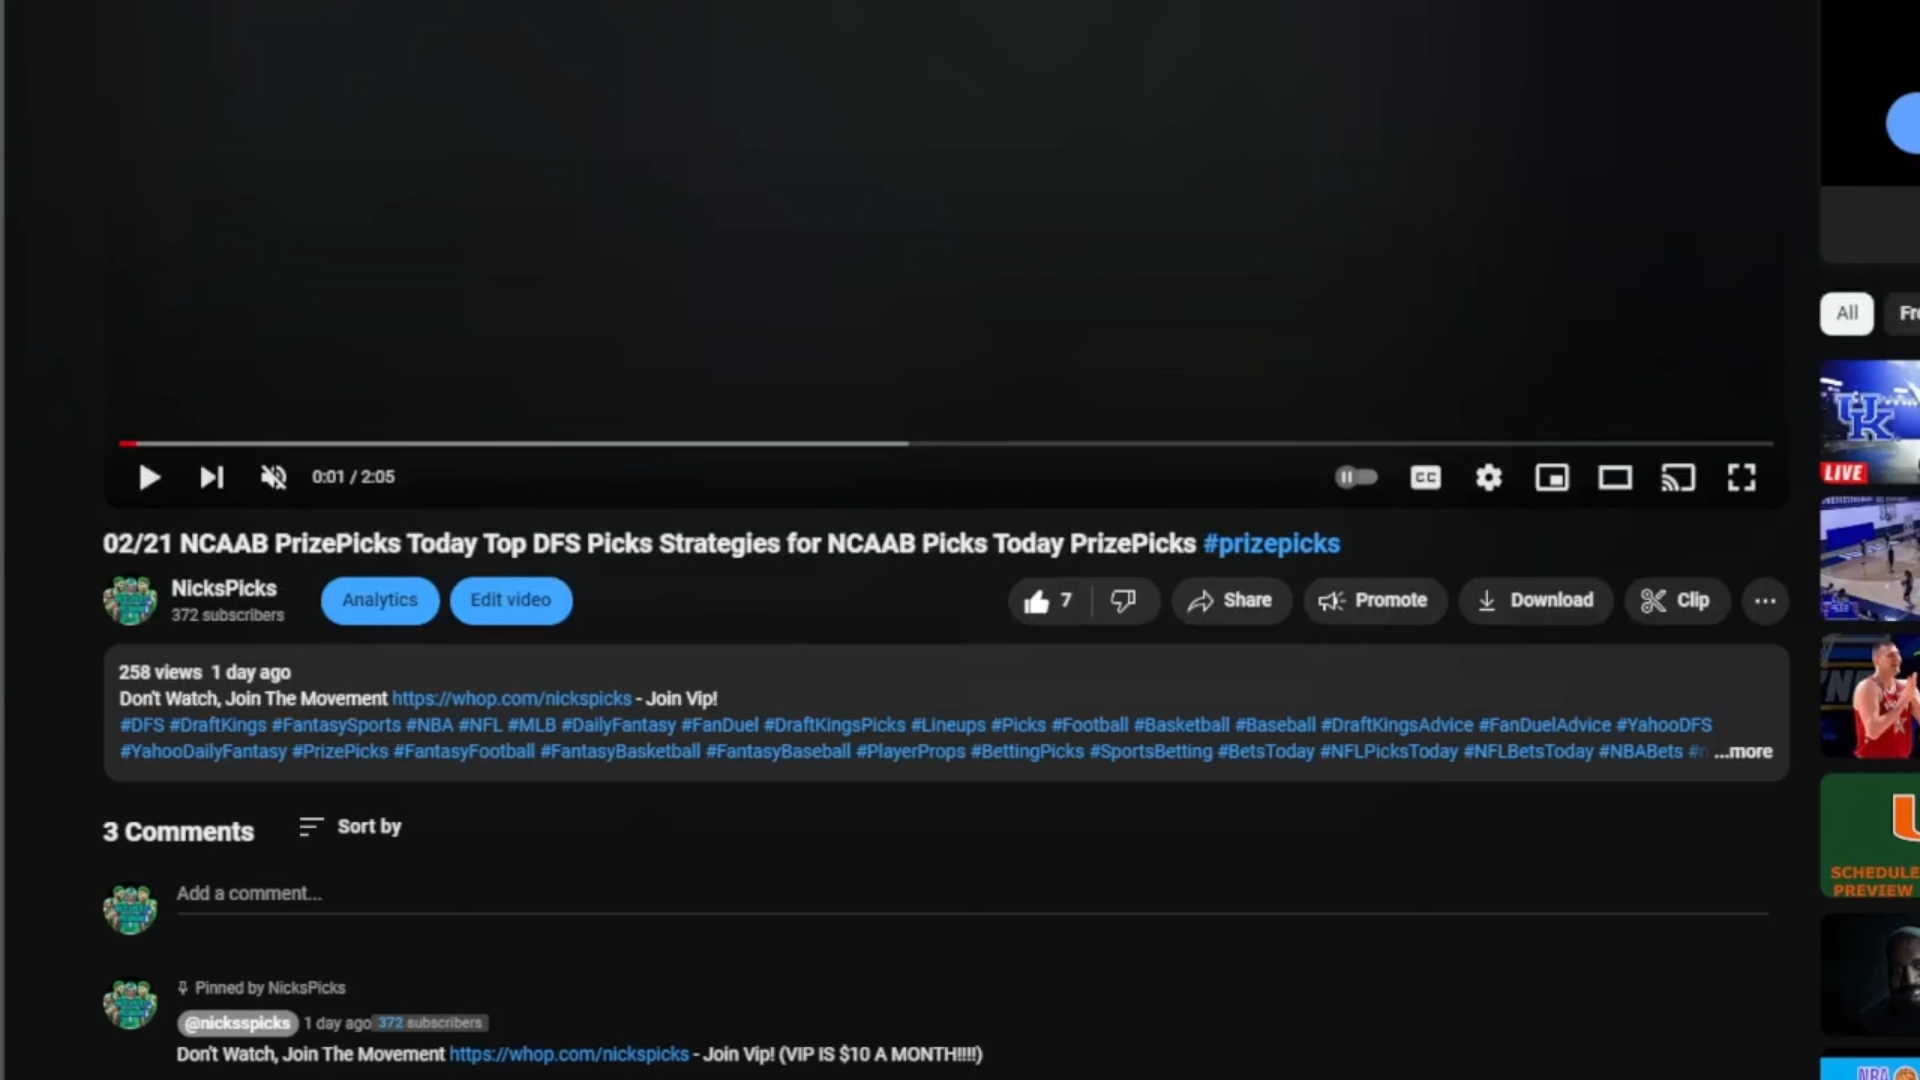 0:01 / 2:05
CC
02/21 NCAAB PrizePicks Today Top DFS Picks Strategies for NCAAB Picks Today PrizePicks #prizepicks
NicksPicks
372 subscribers
Analytics
Edit video
7
Share
Promote
Download
Clip
258 views 1 day ago
Don't Watch, Join The Movement https://whop.com/nickspicks - Join Vip!
#DFS #DraftKings #FantasySports #NBA #NFL #MLB #DailyFantasy #FanDuel #DraftKingsPicks #Lineups #Picks #Football #Basketball #Baseball #DraftKingsAdvice #FanDuelAdvice #YahooDFS
#YahooDailyFantasy #PrizePicks #FantasyFootball #FantasyBasketball #FantasyBaseball #PlayerProps #BettingPicks #SportsBetting #BetsToday #NFLPicksToday #NFLBetsToday #NBABets #n ...more
3 Comments
Sort by
Add a comment...
Pinned by NicksPicks
@nicksspicks 1 day ago 372 subscribers
Don't Watch, Join The Movement https://whop.com/nickspicks - Join Vip! (VIP IS $10 A MONTH!!!!)
All
Fr
UK
LIVE
U
SCHEDULE
PREVIEW
NBA